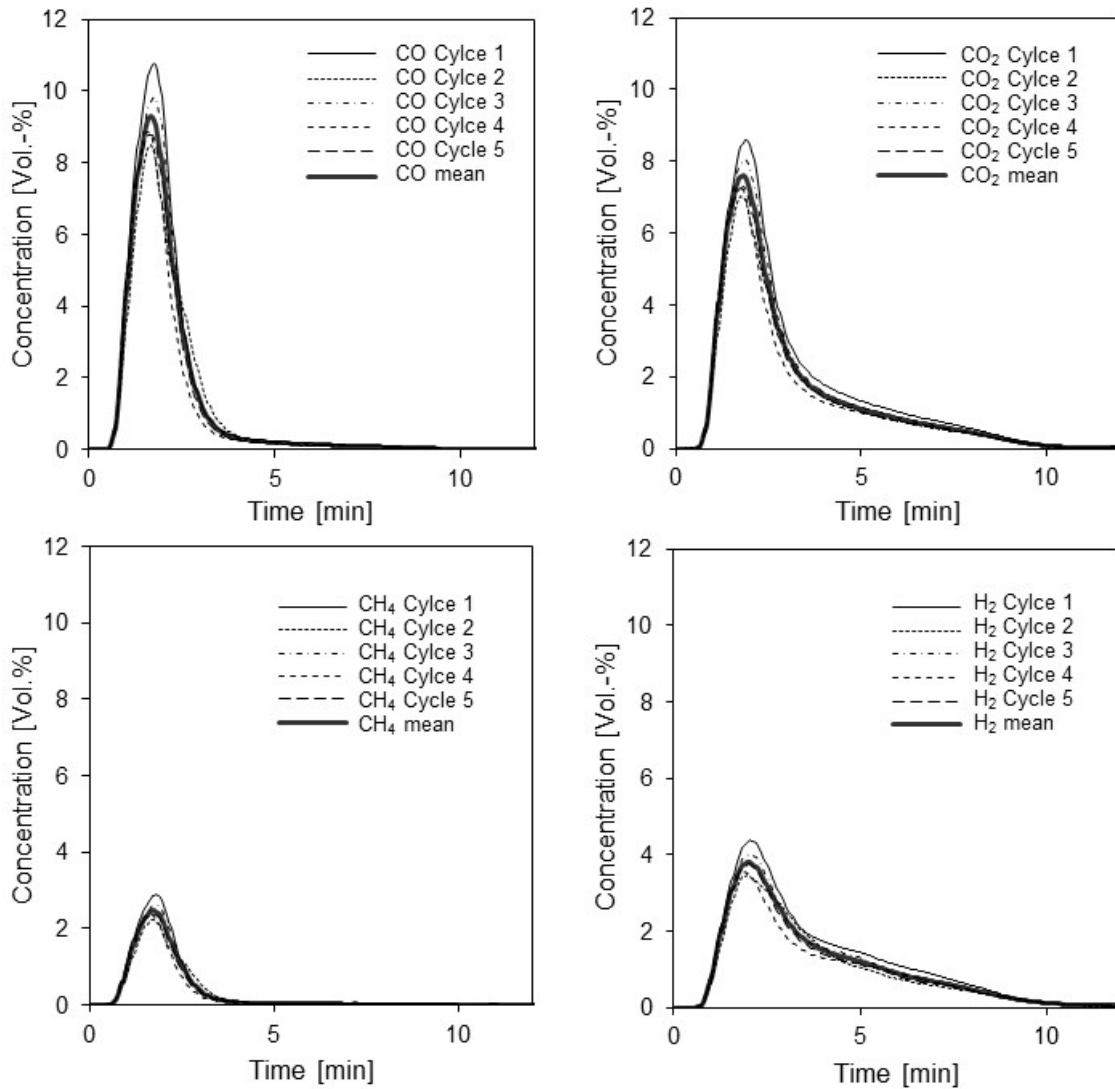 12
10
8
6
4
2
0
Concentration [Vol.-%]
CO Cylce 1
CO Cylce 2
CO Cylce 3
CO Cylce 4
CO Cycle 5
CO mean
0
5
10
Time [min]
12
10
8
6
4
2
0
Concentration [Vol.-%]
CO₂ Cylce 1
CO₂ Cylce 2
CO₂ Cylce 3
CO₂ Cylce 4
CO₂ Cycle 5
CO₂ mean
0
5
10
Time [min]
12
10
8
6
4
2
0
Concentration [Vol.%]
CH₄ Cylce 1
CH₄ Cylce 2
CH₄ Cylce 3
CH₄ Cylce 4
CH₄ Cycle 5
CH₄ mean
0
5
10
Time [min]
12
10
8
6
4
2
0
Concentration [Vol.-%]
H₂ Cylce 1
H₂ Cylce 2
H₂ Cylce 3
H₂ Cylce 4
H₂ Cycle 5
H₂ mean
0
5
10
Time [min]